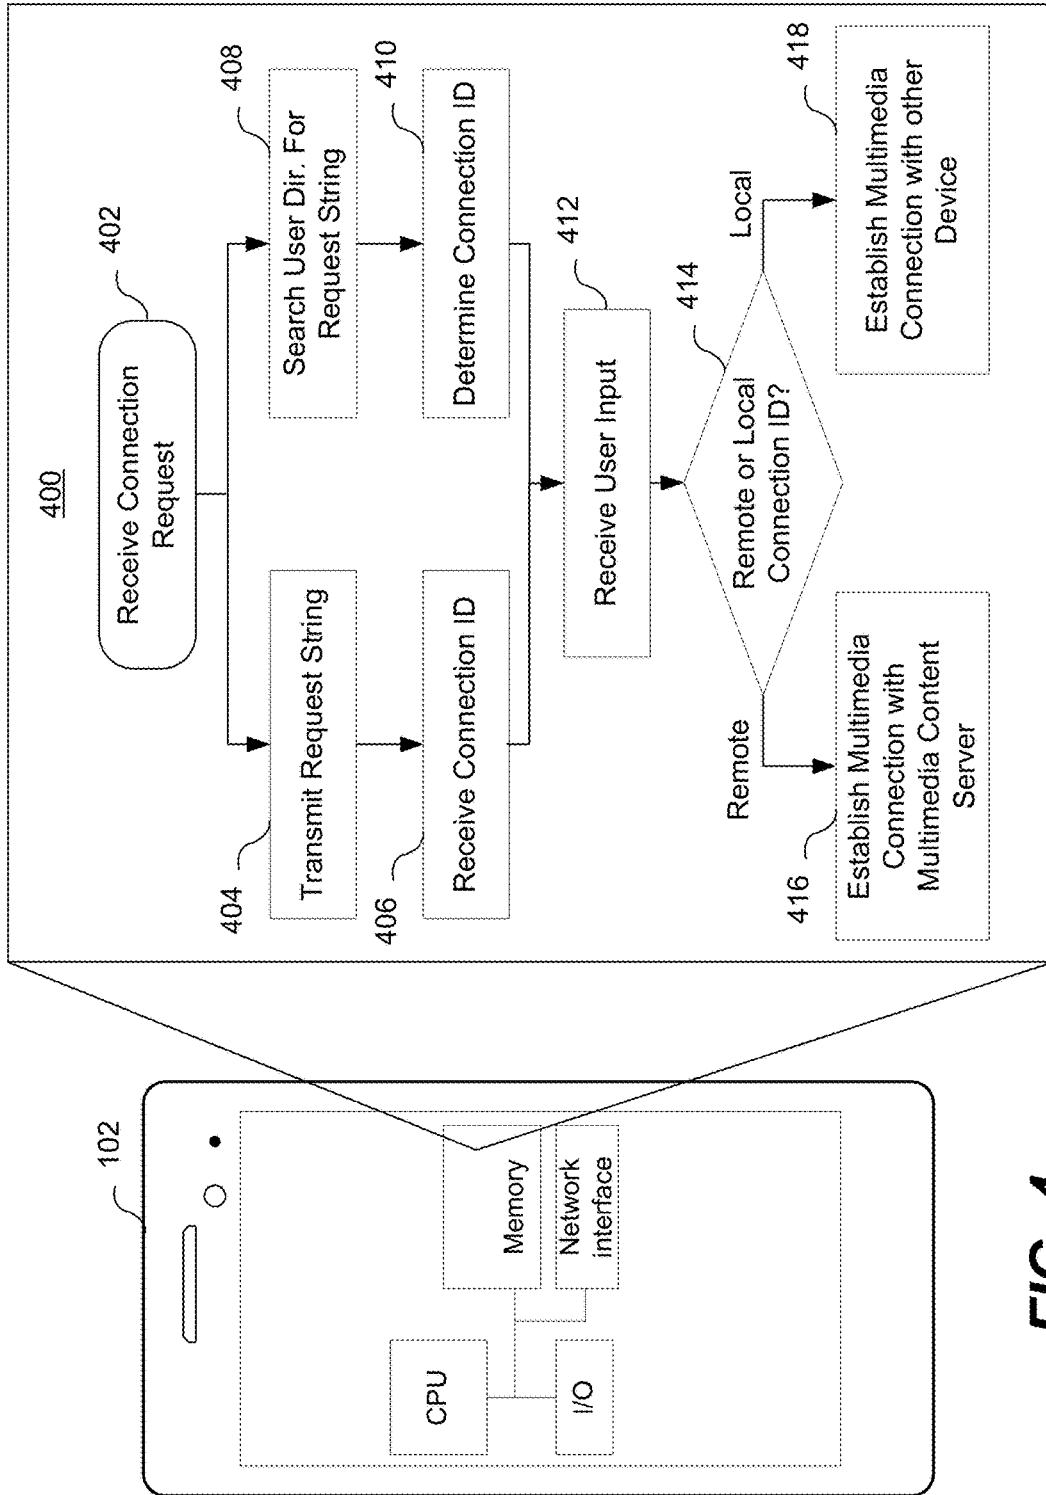 400
402
Receive Connection
Request
404
Transmit Request String
408
Search User Dir. For
Request String
406
Receive Connection ID
410
Determine Connection ID
412
Receive User Input
414
Remote or Local
Connection ID?
Remote
Local
416
Establish Multimedia
Connection with
Multimedia Content
Server
418
Establish Multimedia
Connection with other
Device
102
CPU
Memory
I/O
Network
interface